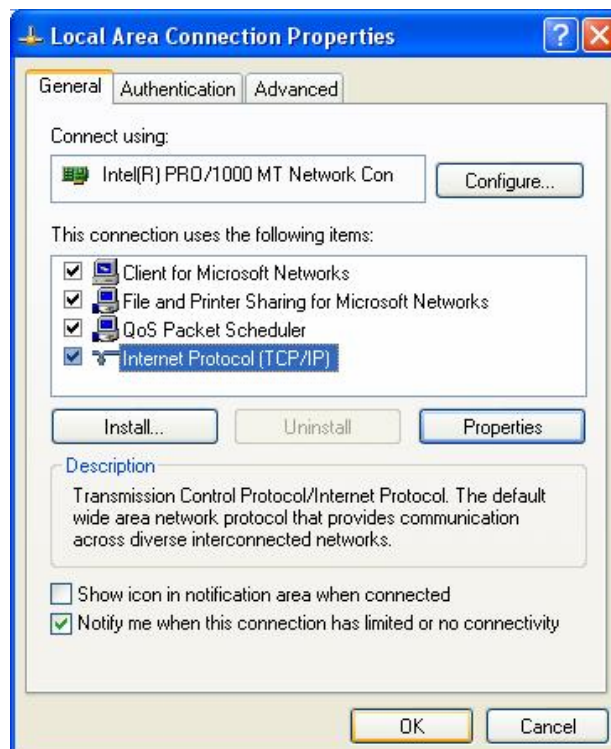 Local Area Connection Properties
General Authentication Advanced
Connect using:
Intel(R) PRO/1000 MT Network Con Configure...
This connection uses the following items:
Client for Microsoft Networks
File and Printer Sharing for Microsoft Networks
QoS Packet Scheduler
Internet Protocol (TCP/IP)
Install... Uninstall Properties
Description
Transmission Control Protocol/Internet Protocol. The default
wide area network protocol that provides communication
across diverse interconnected networks.
Show icon in notification area when connected
Notify me when this connection has limited or no connectivity
OK Cancel